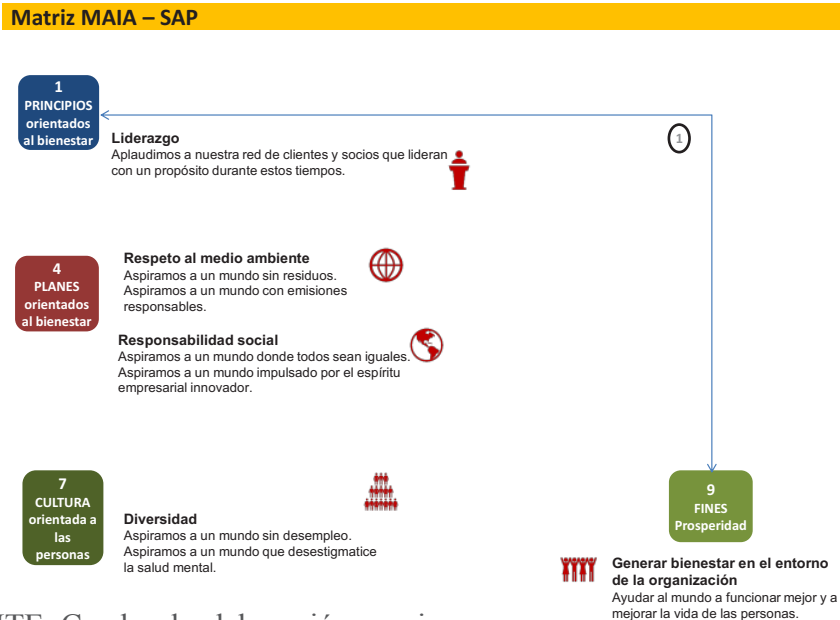 Matriz MAIA – SAP
1
PRINCIPIOS
orientados
al bienestar
Liderazgo
Aplaudimos a nuestra red de clientes y socios que lideran
con un propósito durante estos tiempos.
1
4
PLANES
orientados
al bienestar
Respeto al medio ambiente
Aspiramos a un mundo sin residuos.
Aspiramos a un mundo con emisiones
responsables.
Responsabilidad social
Aspiramos a un mundo donde todos sean iguales.
Aspiramos a un mundo impulsado por el espíritu
empresarial innovador.
7
CULTURA
orientada a
las
personas
Diversidad
Aspiramos a un mundo sin desempleo.
Aspiramos a un mundo que desestigmatice
la salud mental.
9
FINES
Prosperidad
Generar bienestar en el entorno
de la organización
Ayudar al mundo a funcionar mejor y a
mejorar la vida de las personas.